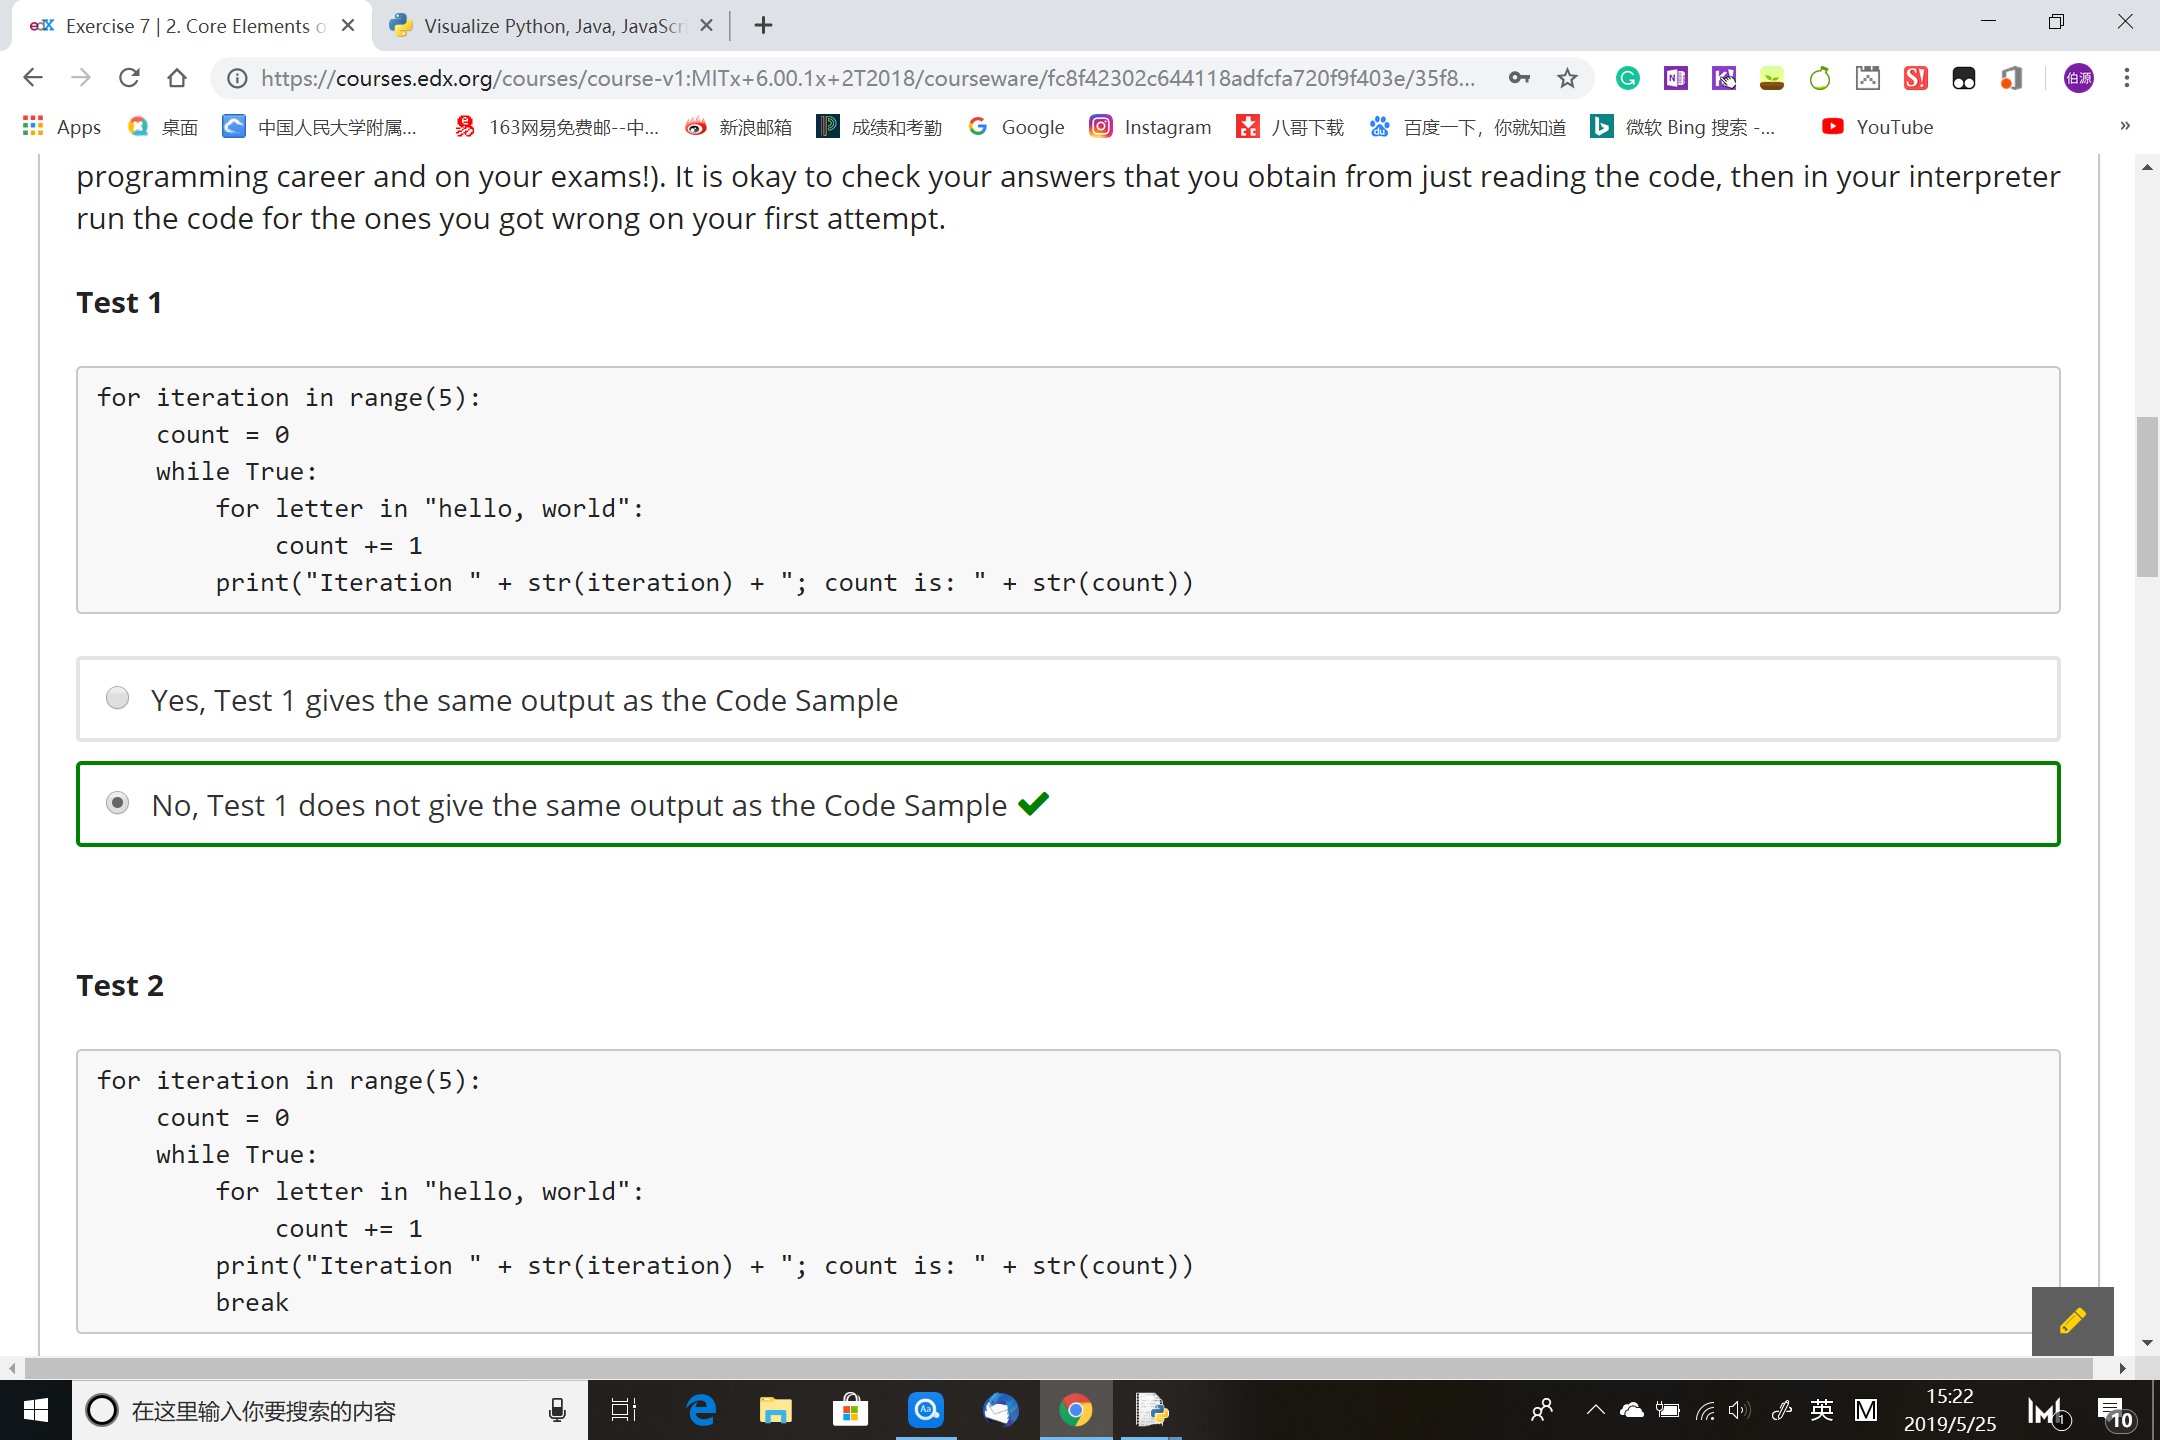 edX Exercise 7 | 2. Core Elements o
Visualize Python, Java, JavaScri
https://courses.edx.org/courses/course-v1:MITx+6.00.1x+2T2018/courseware/fc8f42302c644118adfcfa720f9f403e/35f8...
伯源
Apps 桌面 中国人民大学附属... 163网易免费邮--中... 新浪邮箱 成绩和考勤 Google Instagram 八哥下载 百度一下，你就知道 微软 Bing 搜索 -... YouTube »
programming career and on your exams!). It is okay to check your answers that you obtain from just reading the code, then in your interpreter
run the code for the ones you got wrong on your first attempt.
Test 1
for iteration in range(5):
    count = 0
    while True:
        for letter in "hello, world":
            count += 1
        print("Iteration " + str(iteration) + "; count is: " + str(count))
Yes, Test 1 gives the same output as the Code Sample
No, Test 1 does not give the same output as the Code Sample
Test 2
for iteration in range(5):
    count = 0
    while True:
        for letter in "hello, world":
            count += 1
        print("Iteration " + str(iteration) + "; count is: " + str(count))
        break
在这里输入你要搜索的内容
英 M
15:22
2019/5/25
10